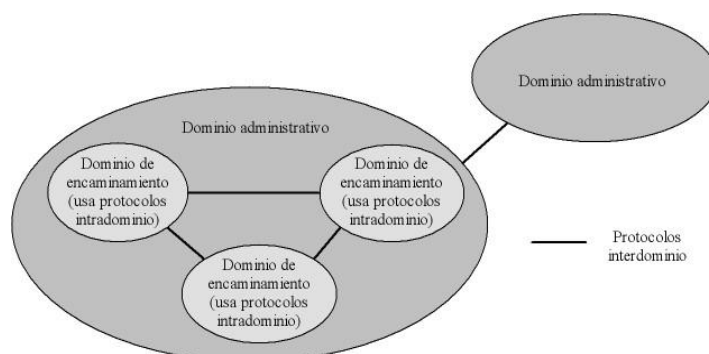 Dominio administrativo
Dominio administrativo
Dominio de
encaminamiento
(usa protocolos
intradominio)
Dominio de
encaminamiento
(usa protocolos
intradominio)
Dominio de
encaminamiento
(usa protocolos
intradominio)
Protocolos
interdominio